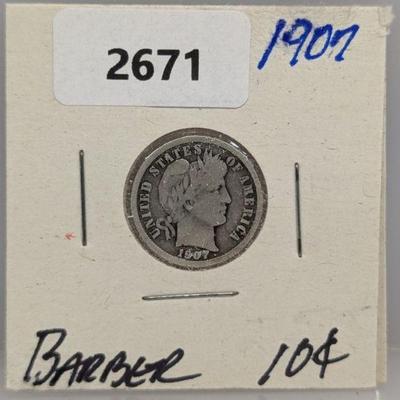 2671
1907
UNITED STATES OF AMERICA
1907
BARBER 10¢